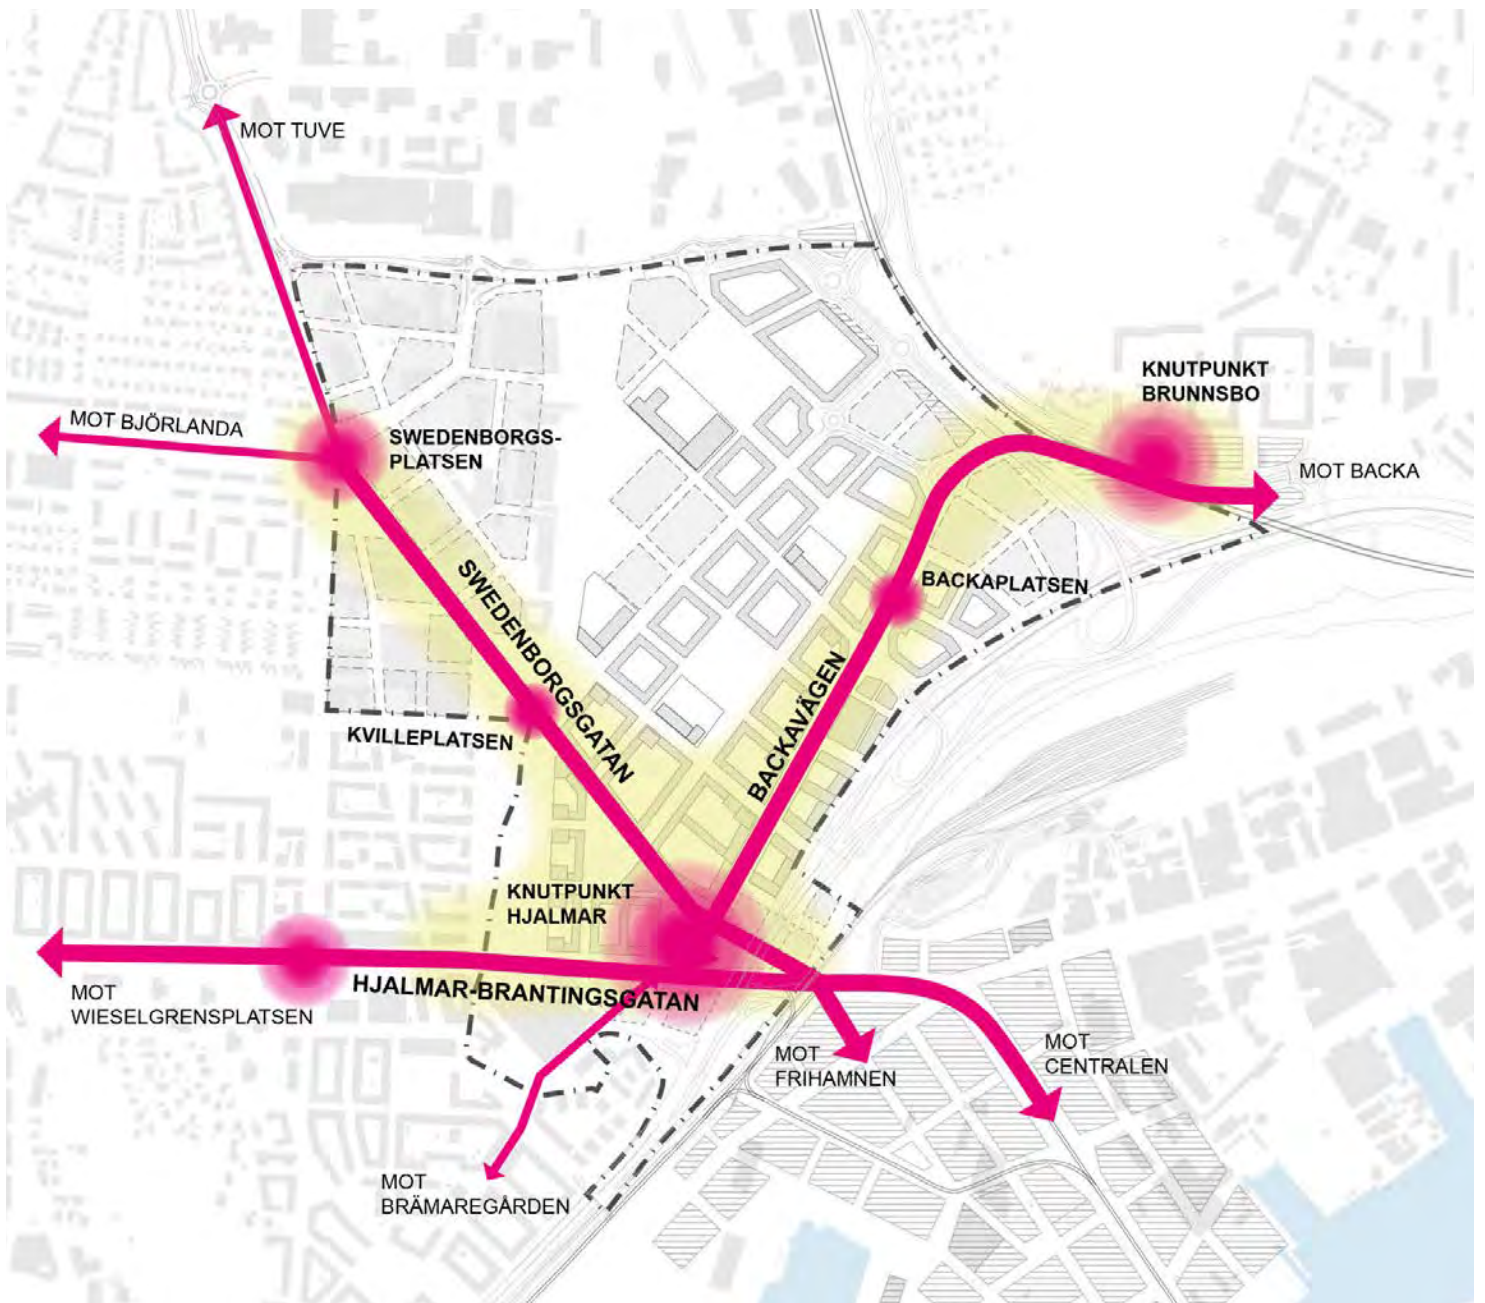 MOT TUVE
KNUTPUNKT
BRUNNSBO
MOT BJÖRLANDA
SWEDENBORGS-
PLATSEN
MOT BACKA
SWEDENBORGSGATAN
BACKAPLATSEN
BACKAVÄGEN
KVILLEPLATSEN
KNUTPUNKT
HJALMAR
HJALMAR-BRANTINGSGATAN
MOT
WIESELGRENSPLATSEN
MOT
FRIHAMNEN
MOT
CENTRALEN
MOT
BRÄMAREGÅRDEN